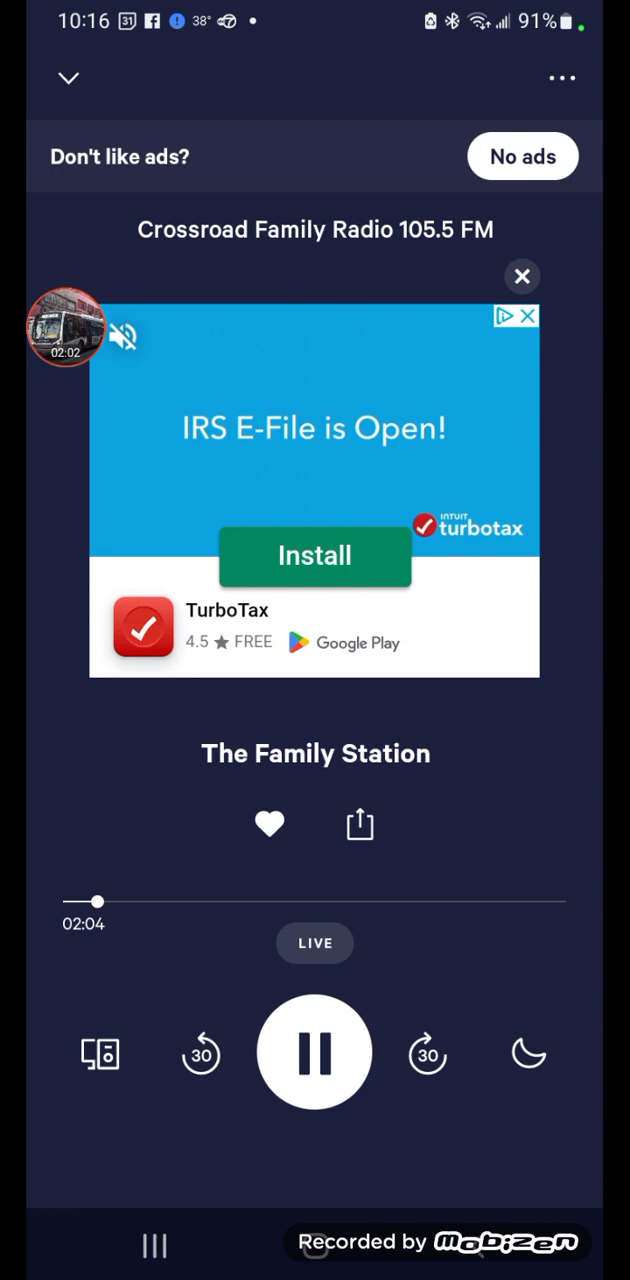 10:16 31 38° 91%
Don't like ads? No ads
Crossroad Family Radio 105.5 FM
02:02
IRS E-File is Open!
INTUIT
turbotax
Install
TurboTax
4.5 ★ FREE Google Play
The Family Station
02:04
LIVE
30 30
Recorded by mobizen